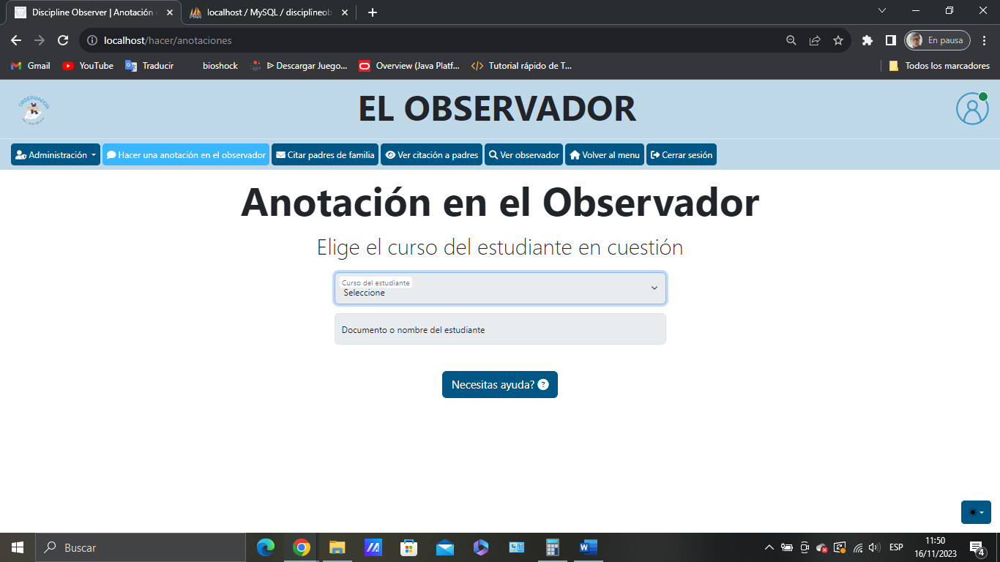 Discipline Observer | Anotación
localhost / MySQL / disciplineob
localhost/hacer/anotaciones
En pausa
Gmail
YouTube
Traducir
bioshock
Descargar Juego...
Overview (Java Platf...
Tutorial rápido de T...
Todos los marcadores
OBSERVADOR
EL OBSERVADOR
Administración
Hacer una anotación en el observador
Citar padres de familia
Ver citación a padres
Ver observador
Volver al menu
Cerrar sesión
Anotación en el Observador
Elige el curso del estudiante en cuestión
Curso del estudiante
Seleccione
Documento o nombre del estudiante
Necesitas ayuda?
Buscar
ESP
11:50
16/11/2023
4